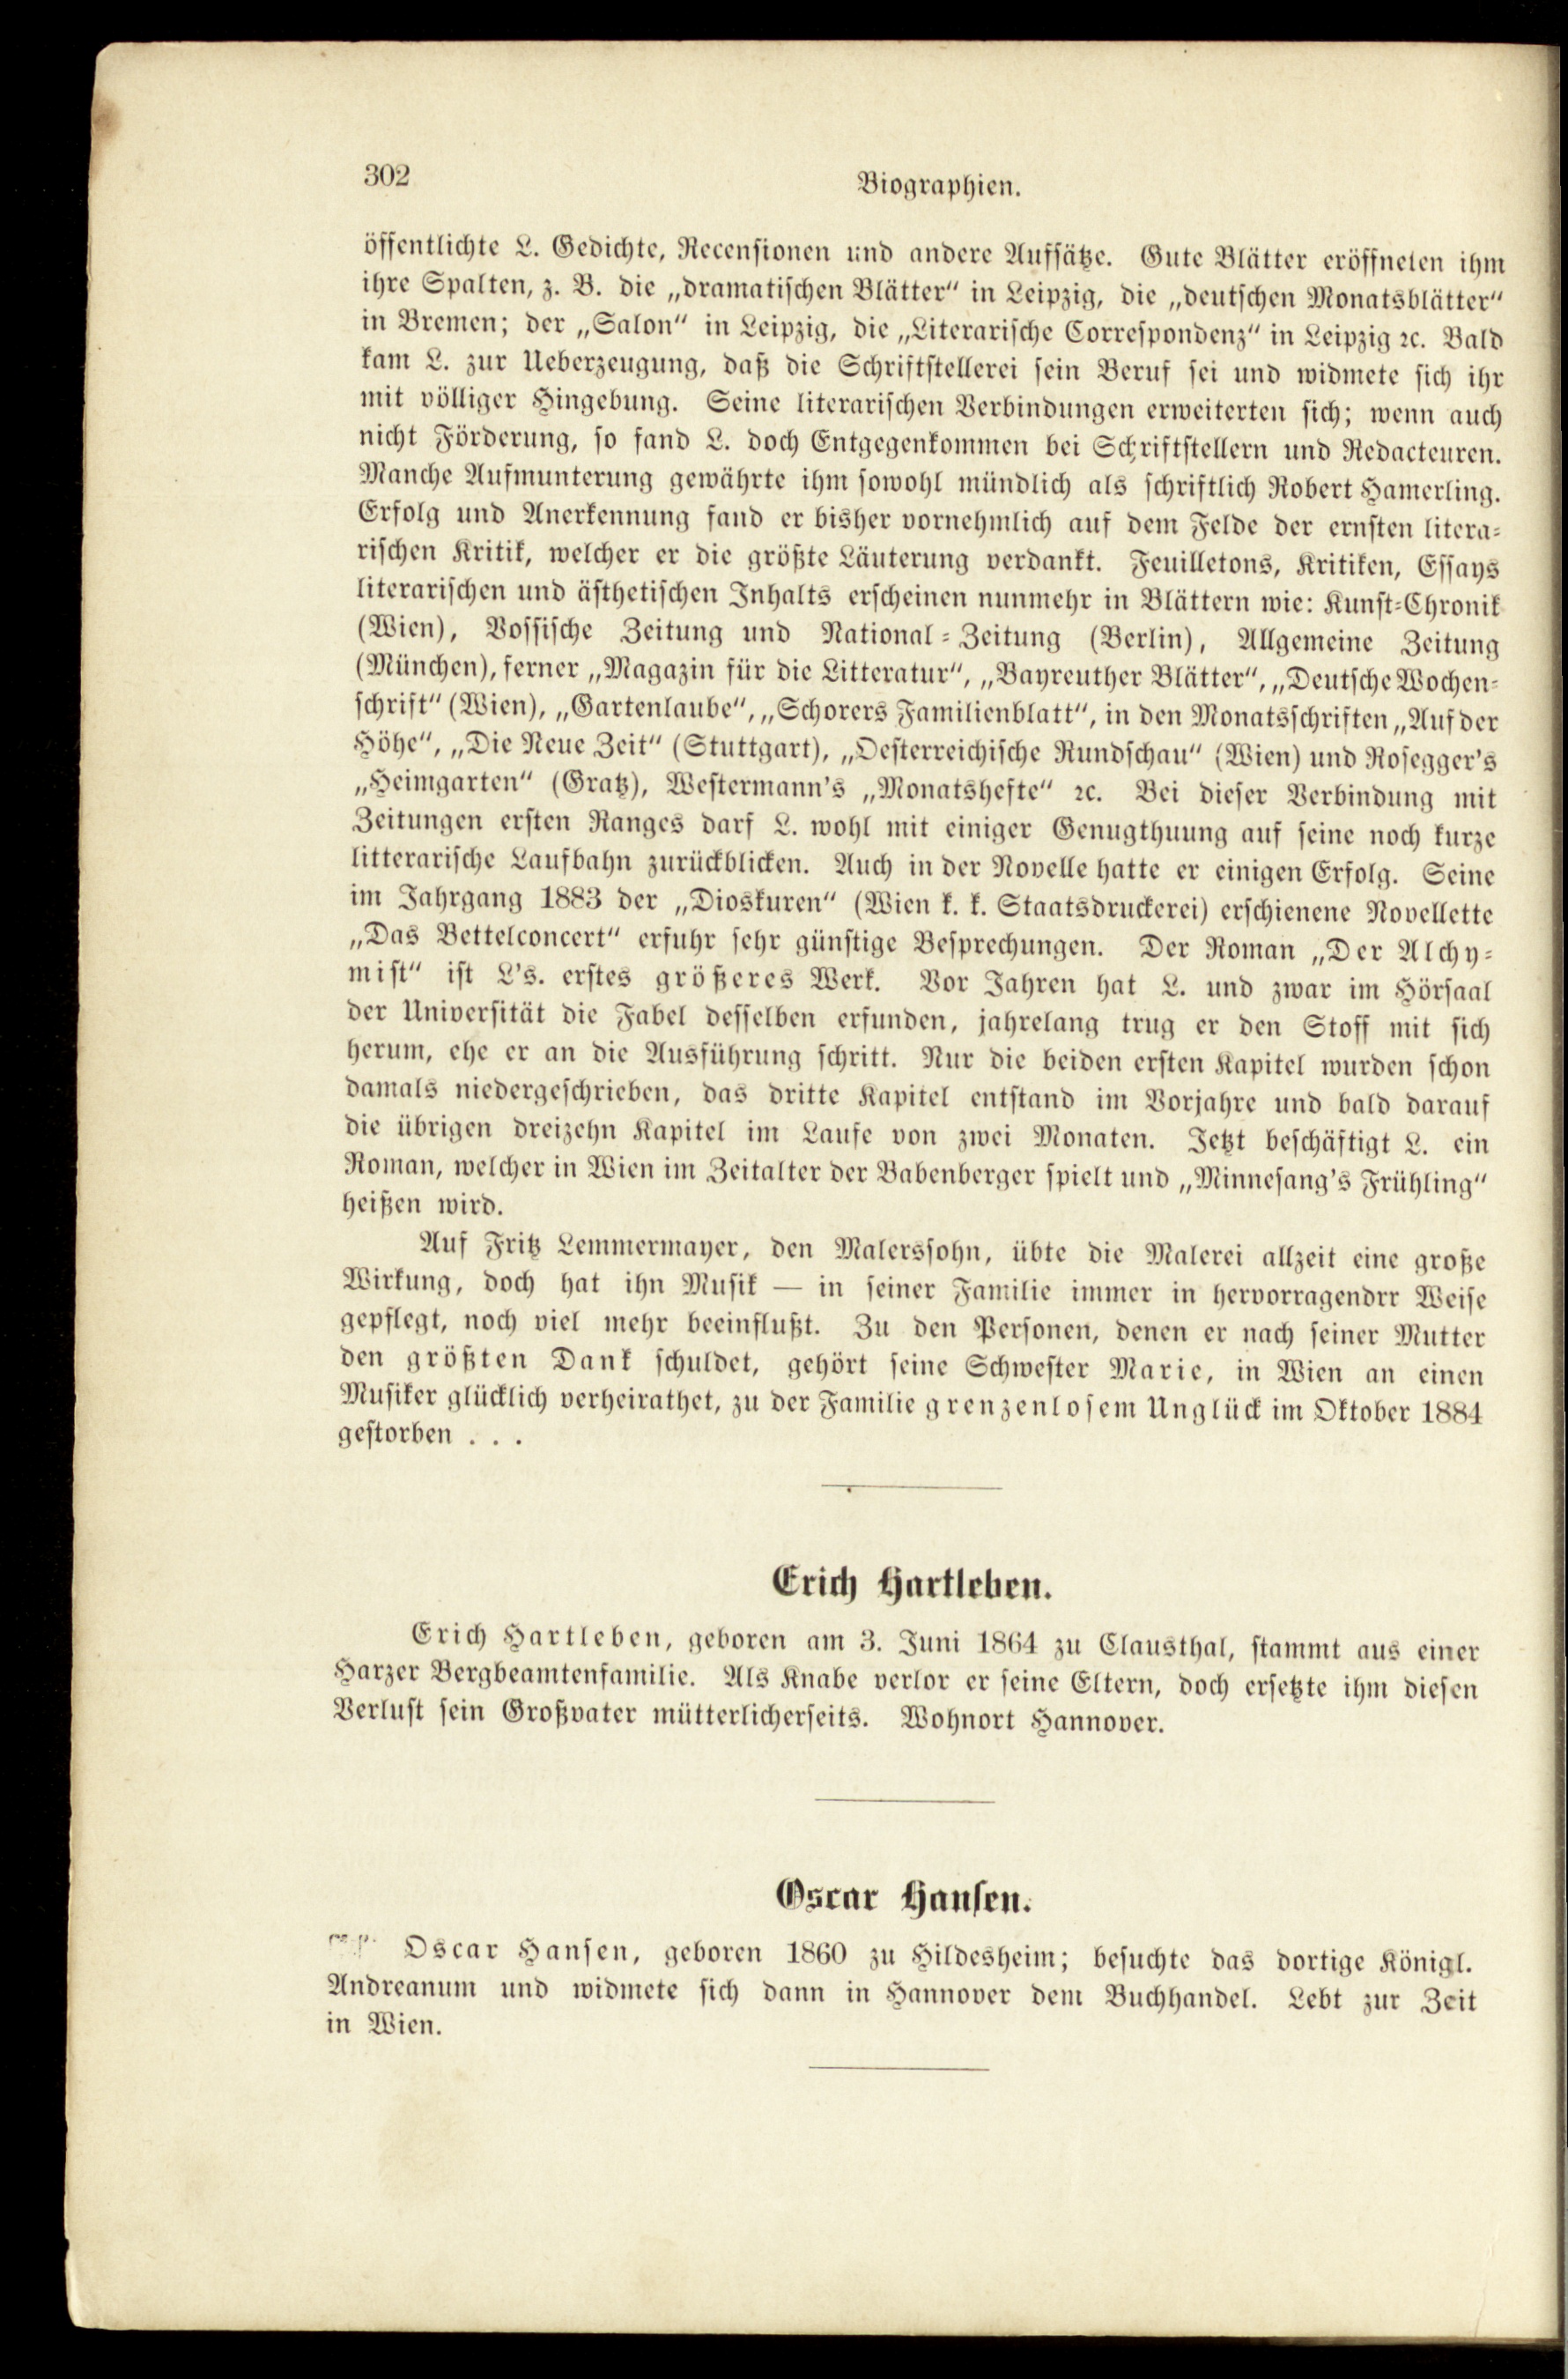 302
Biographien.
öffentlichte L. Gedichte, Recensionen und andere Aufsätze. Gute Blätter eröffneten ihm
ihre Spalten, z. B. die „dramatischen Blätter“ in Leipzig, die „deutschen Monatsblätter“
in Bremen; der „Salon“ in Leipzig, die „Literarische Correspondenz“ in Leipzig ꝛc. Bald
kam L. zur Ueberzeugung, daß die Schriftstellerei sein Beruf sei und widmete sich ihr
mit völliger Hingebung. Seine literarischen Verbindungen erweiterten sich; wenn auch
nicht Förderung, so fand L. doch Entgegenkommen bei Schriftstellern und Redacteuren.
Manche Aufmunterung gewährte ihm sowohl mündlich als schriftlich Robert Hamerling.
Erfolg und Anerkennung fand er bisher vornehmlich auf dem Felde der ernsten litera-
rischen Kritik, welcher er die größte Läuterung verdankt. Feuilletons, Kritiken, Essays
literarischen und ästhetischen Inhalts erscheinen nunmehr in Blättern wie: Kunst-Chronik
(Wien), Vossische Zeitung und National-Zeitung (Berlin), Allgemeine Zeitung
(München), ferner „Magazin für die Litteratur“, „Bayreuther Blätter“, „Deutsche Wochen-
schrift“ (Wien), „Gartenlaube“, „Schorers Familienblatt“, in den Monatsschriften „Auf der
Höhe“, „Die Neue Zeit“ (Stuttgart), „Oesterreichische Rundschau“ (Wien) und Rosegger's
„Heimgarten“ (Gratz), Westermann's „Monatshefte“ ꝛc. Bei dieser Verbindung mit
Zeitungen ersten Ranges darf L. wohl mit einiger Genugthuung auf seine noch kurze
litterarische Laufbahn zurückblicken. Auch in der Novelle hatte er einigen Erfolg. Seine
im Jahrgang 1883 der „Dioskuren“ (Wien k. k. Staatsdruckerei) erschienene Novellette
„Das Bettelconcert“ erfuhr sehr günstige Besprechungen. Der Roman „Der Alchy-
mist“ ist L's. erstes größeres Werk. Vor Jahren hat L. und zwar im Hörsaal
der Universität die Fabel desselben erfunden, jahrelang trug er den Stoff mit sich
herum, ehe er an die Ausführung schritt. Nur die beiden ersten Kapitel wurden schon
damals niedergeschrieben, das dritte Kapitel entstand im Vorjahre und bald darauf
die übrigen dreizehn Kapitel im Laufe von zwei Monaten. Jetzt beschäftigt L. ein
Roman, welcher in Wien im Zeitalter der Babenberger spielt und „Minnesang's Frühling“
heißen wird.
Auf Fritz Lemmermayer, den Malerssohn, übte die Malerei allzeit eine große
Wirkung, doch hat ihn Musik — in seiner Familie immer in hervorragendrr Weise
gepflegt, noch viel mehr beeinflußt. Zu den Personen, denen er nach seiner Mutter
den größten Dank schuldet, gehört seine Schwester Marie, in Wien an einen
Musiker glücklich verheirathet, zu der Familie grenzenlosem Unglück im Oktober 1884
gestorben . . .
Erich Hartleben.
Erich Hartleben, geboren am 3. Juni 1864 zu Clausthal, stammt aus einer
Harzer Bergbeamtenfamilie. Als Knabe verlor er seine Eltern, doch ersetzte ihm diesen
Verlust sein Großvater mütterlicherseits. Wohnort Hannover.
Oscar Hansen.
Oscar Hansen, geboren 1860 zu Hildesheim; besuchte das dortige Königl.
Andreanum und widmete sich dann in Hannover dem Buchhandel. Lebt zur Zeit
in Wien.